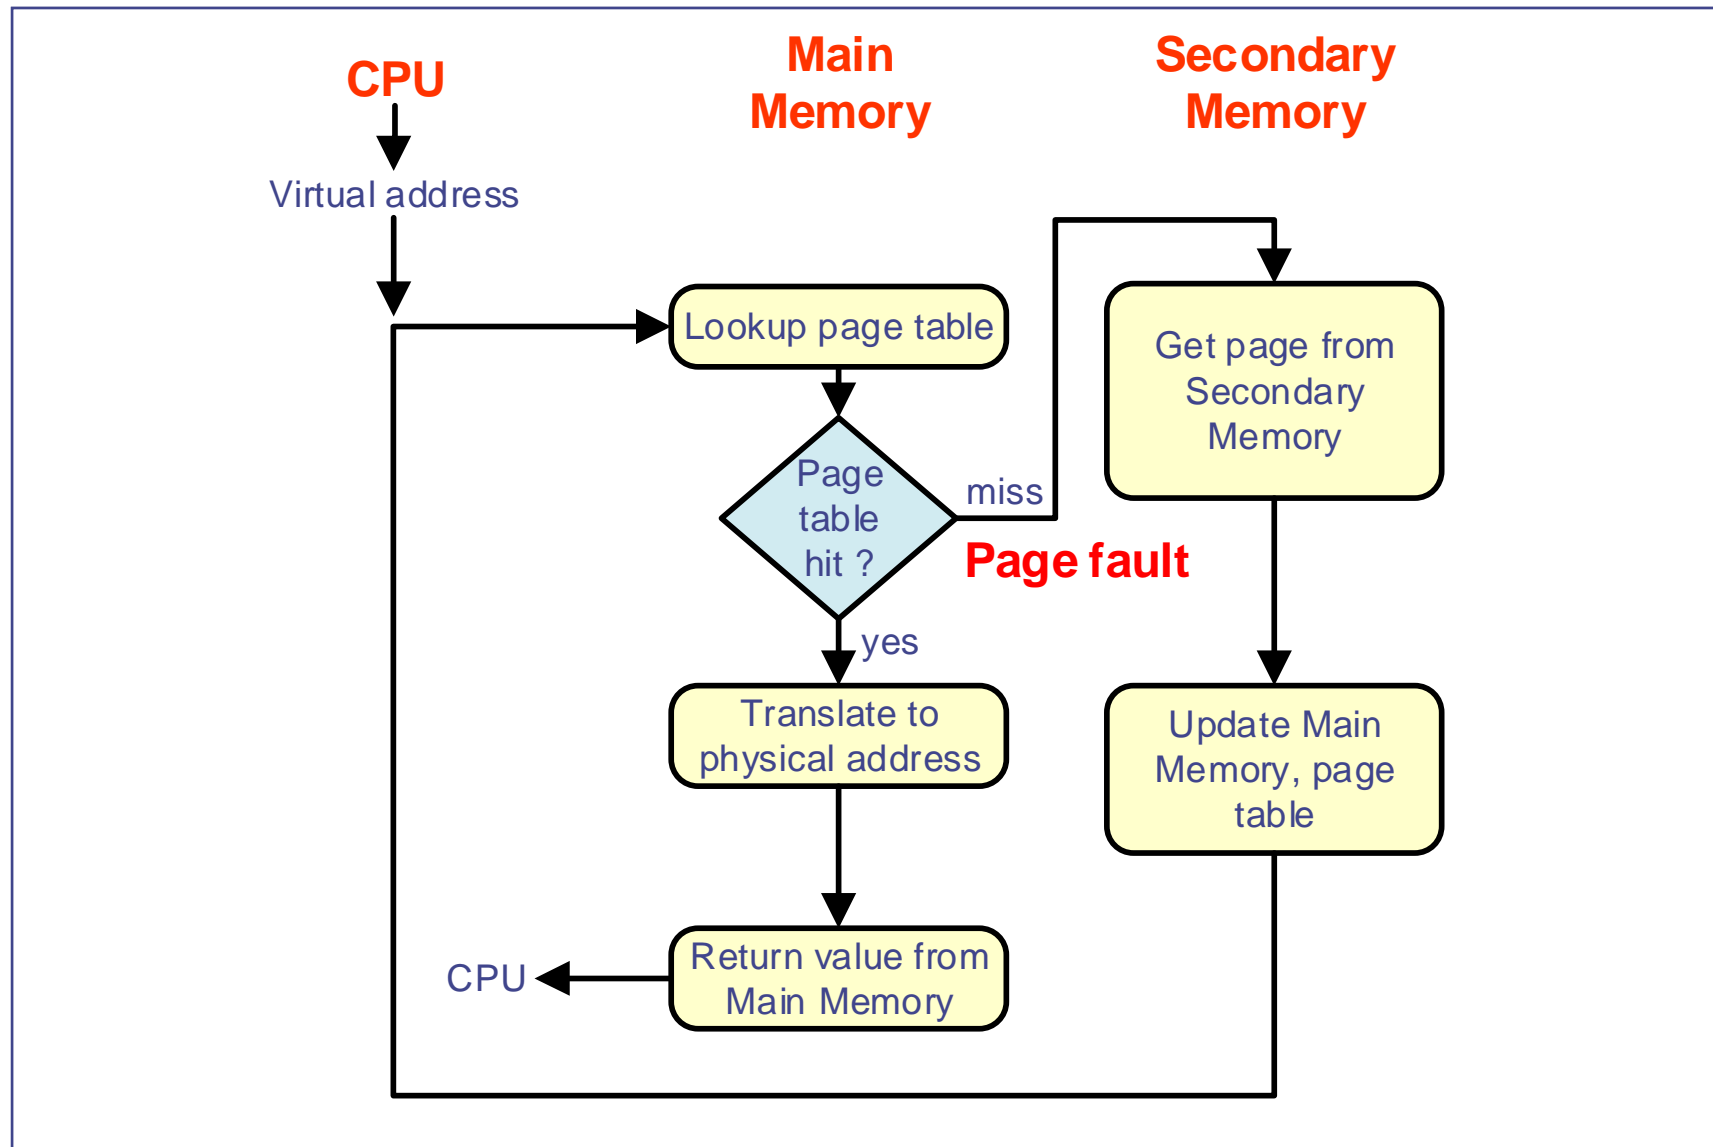 CPU
Main
Memory
Secondary
Memory
Virtual address
Lookup page table
Page
table
hit ?
miss
Page fault
yes
Translate to
physical address
Return value from
Main Memory
CPU
Get page from
Secondary
Memory
Update Main
Memory, page
table